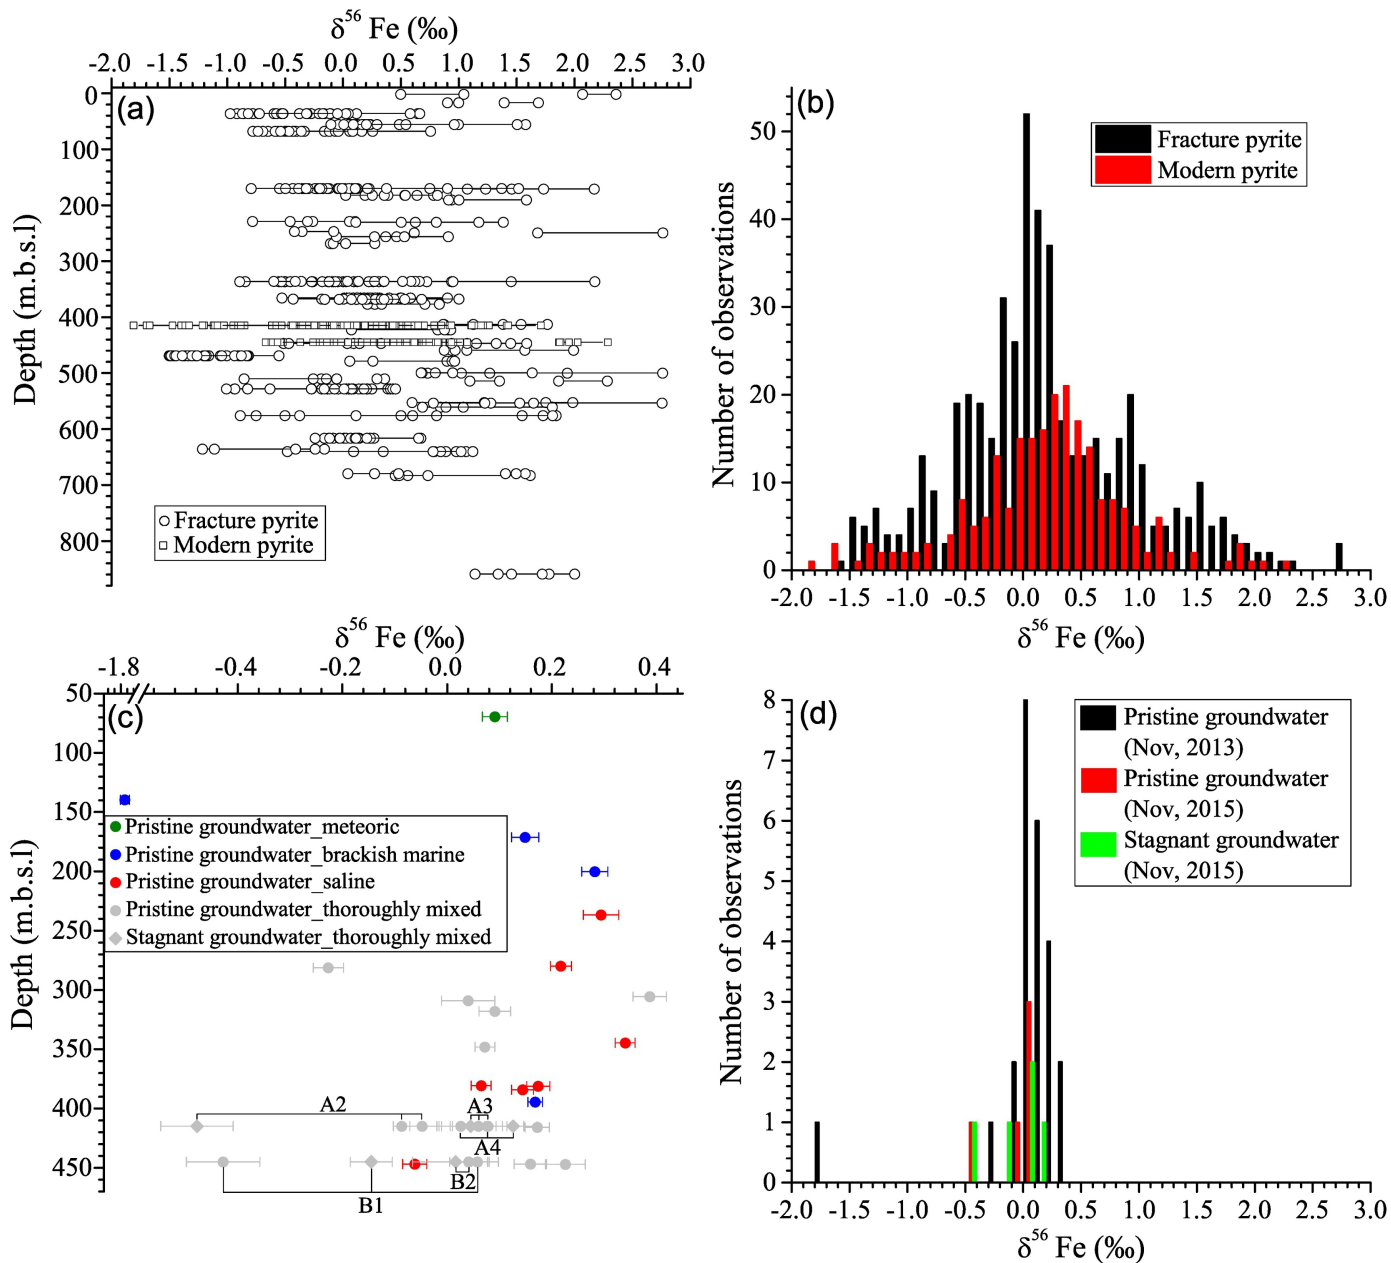 δ⁵⁶ Fe (‰)
-2.0 -1.5 -1.0 -0.5 0.0 0.5 1.0 1.5 2.0 2.5 3.0
(a)
Depth (m.b.s.l)
0
100
200
300
400
500
600
700
800
Fracture pyrite
Modern pyrite
(b)
Number of observations
50
40
30
20
10
0
Fracture pyrite
Modern pyrite
-2.0 -1.5 -1.0 -0.5 0.0 0.5 1.0 1.5 2.0 2.5 3.0
δ⁵⁶ Fe (‰)
δ⁵⁶ Fe (‰)
-1.8 -0.4 -0.2 0.0 0.2 0.4
(c)
Depth (m.b.s.l)
50
100
150
200
250
300
350
400
450
Pristine groundwater_meteoric
Pristine groundwater_brackish marine
Pristine groundwater_saline
Pristine groundwater_thoroughly mixed
Stagnant groundwater_thoroughly mixed
A2
A3
A4
B2
B1
(d)
Number of observations
8
7
6
5
4
3
2
1
0
Pristine groundwater
(Nov, 2013)
Pristine groundwater
(Nov, 2015)
Stagnant groundwater
(Nov, 2015)
-2.0 -1.5 -1.0 -0.5 0.0 0.5 1.0 1.5 2.0 2.5 3.0
δ⁵⁶ Fe (‰)